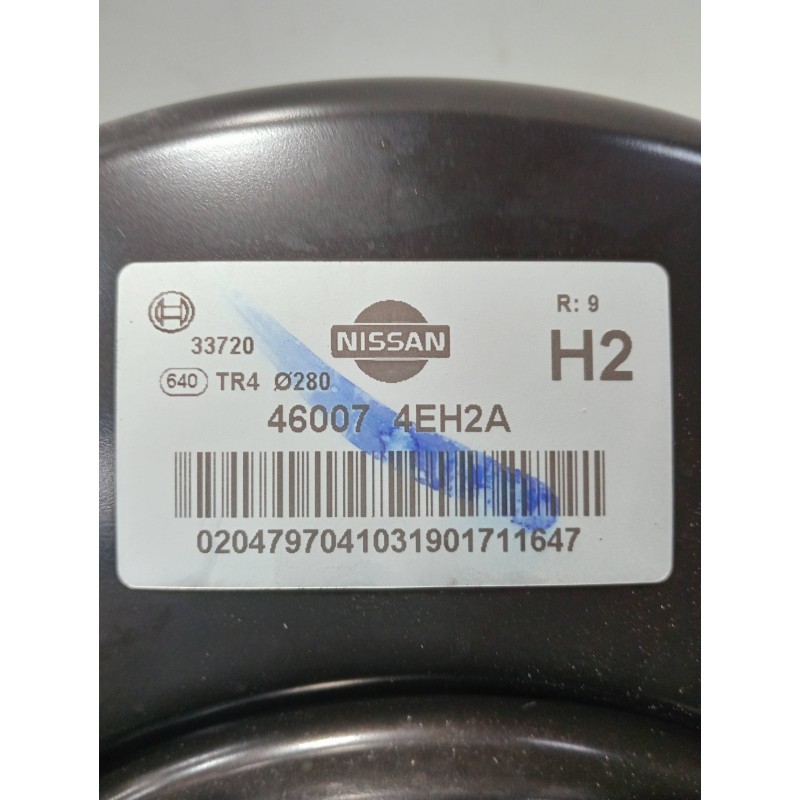 R: 9
33720
NISSAN
H2
640 TR4 Ø280
46007 4EH2A
0204797041031901711647